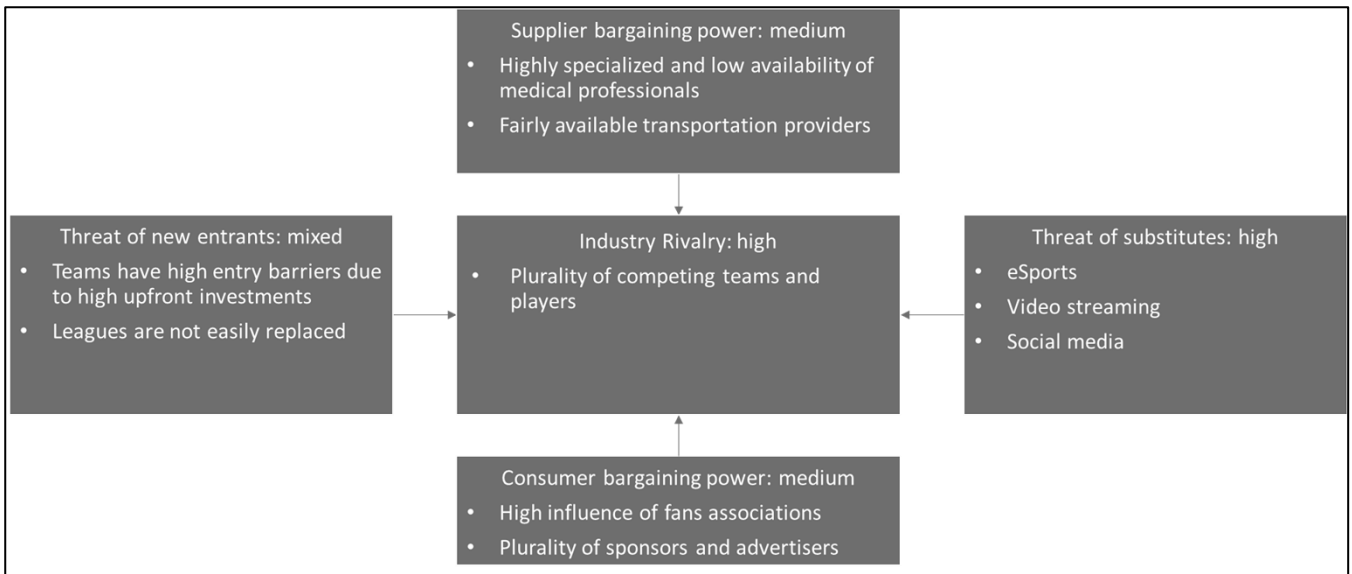 Supplier bargaining power: medium
• Highly specialized and low availability of
medical professionals
• Fairly available transportation providers
Threat of new entrants: mixed
• Teams have high entry barriers due
to high upfront investments
• Leagues are not easily replaced
Industry Rivalry: high
• Plurality of competing teams and
players
Threat of substitutes: high
• eSports
• Video streaming
• Social media
Consumer bargaining power: medium
• High influence of fans associations
• Plurality of sponsors and advertisers